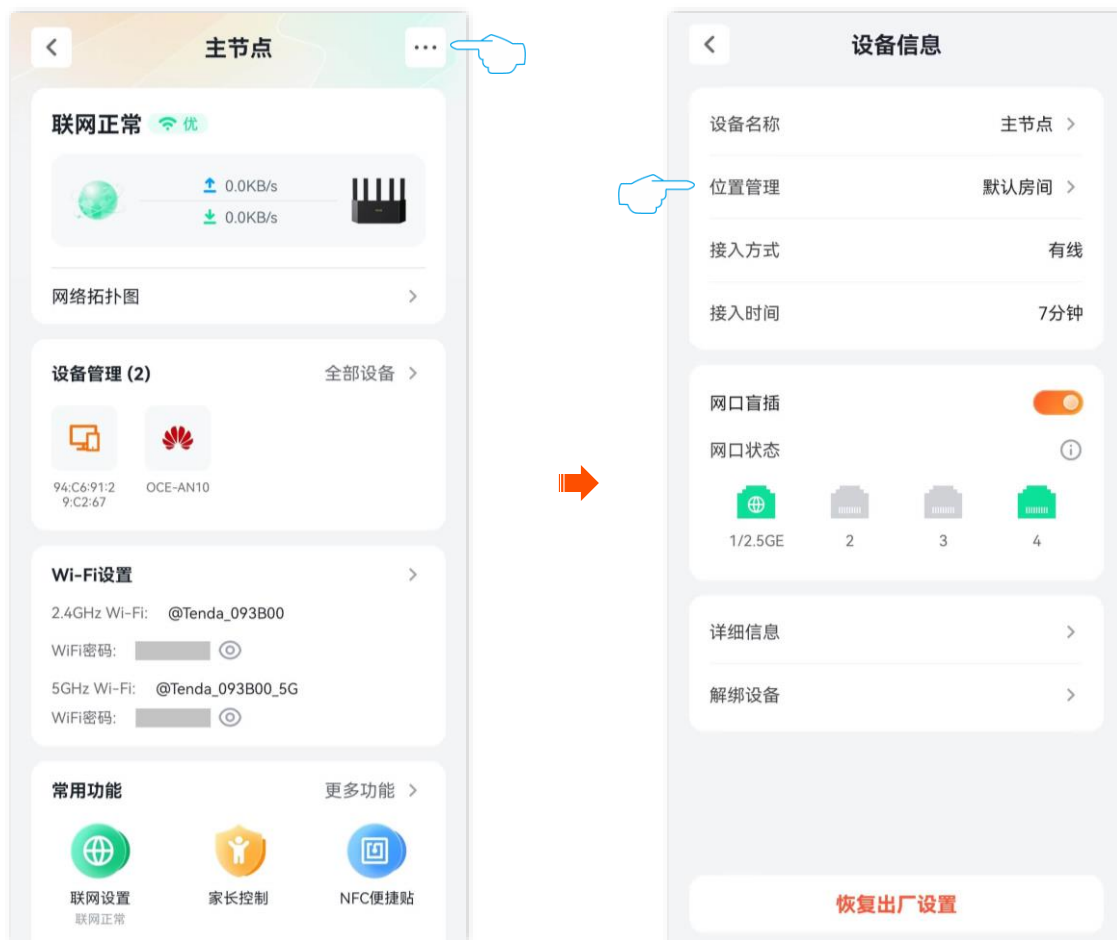 主节点
联网正常 优
0.0KB/s
0.0KB/s
网络拓扑图
设备管理 (2) 全部设备
94:C6:91:2
9:C2:67
OCE-AN10
Wi-Fi设置
2.4GHz Wi-Fi: @Tenda_093B00
WiFi密码:
5GHz Wi-Fi: @Tenda_093B00_5G
WiFi密码:
常用功能 更多功能
联网设置 家长控制 NFC便捷贴
联网正常
设备信息
设备名称 主节点
位置管理 默认房间
接入方式 有线
接入时间 7分钟
网口盲插
网口状态
1/2.5GE 2 3 4
详细信息
解绑设备
恢复出厂设置